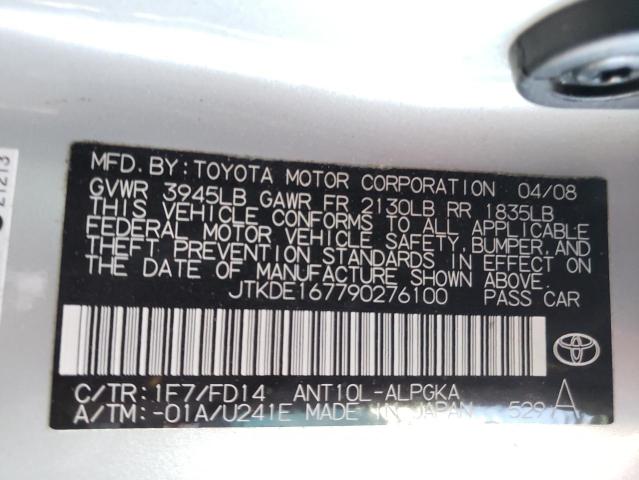 MFD. BY: TOYOTA MOTOR CORPORATION 04/08
GVWR 3945LB GAWR FR 2130LB RR 1835LB
THIS VEHICLE CONFORMS TO ALL APPLICABLE
FEDERAL MOTOR VEHICLE SAFETY, BUMPER, AND
THEFT PREVENTION STANDARDS IN EFFECT ON
THE DATE OF MANUFACTURE SHOWN ABOVE.
JTKDE167790276100 PASS CAR
C/TR: 1F7/FD14 ANT10L-ALPGKA A
A/TM: -01A/U241E MADE IN JAPAN 529
21213